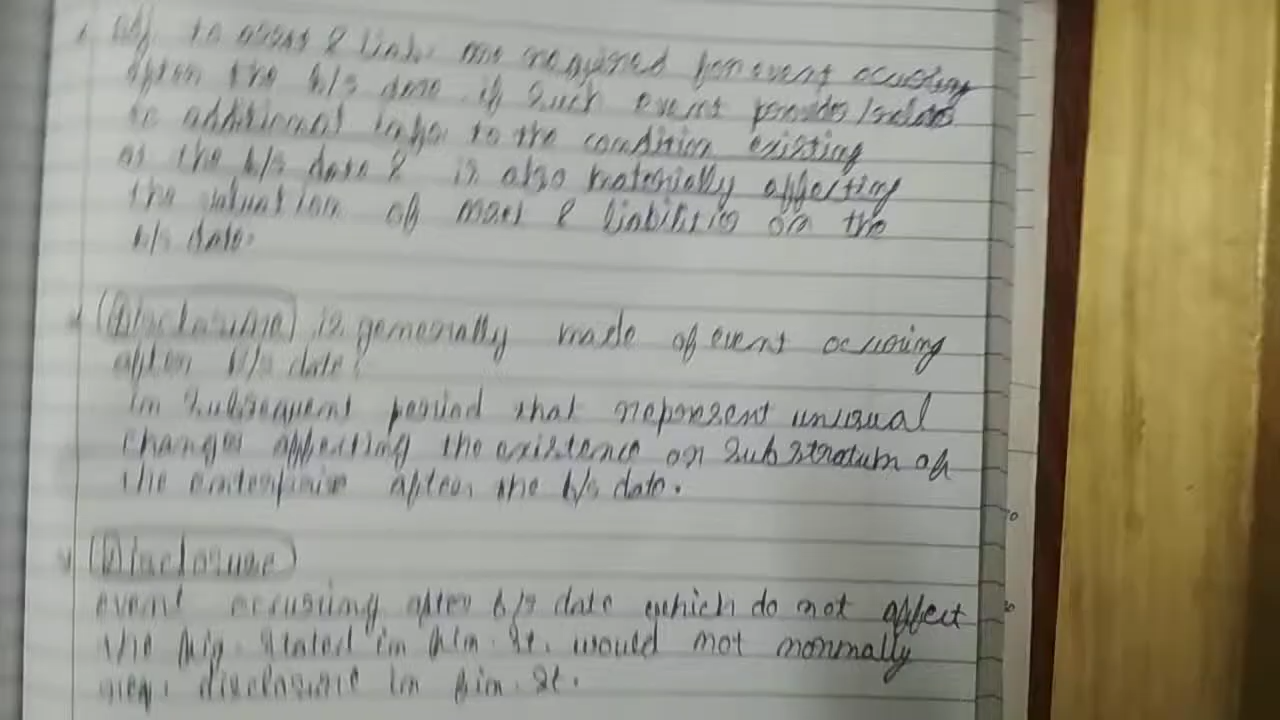 Adj. to asset & liab. are required for event occuring
after the b/s date if such event provides / relates
to additional info. to the condition existing
at the b/s date & is also materially affecting
the valuation of asset & liabilities on the
b/s date.
(Disclosure) is generally made of event occuring
after b/s date.
in subsequent period that represent unusual
changes affecting the existence or substratum of
the enterprise after the b/s date.
(Disclosure)
event occuring after b/s date which do not affect
the fig. stated in fin. st. would not normally
disclosure in fin. st.